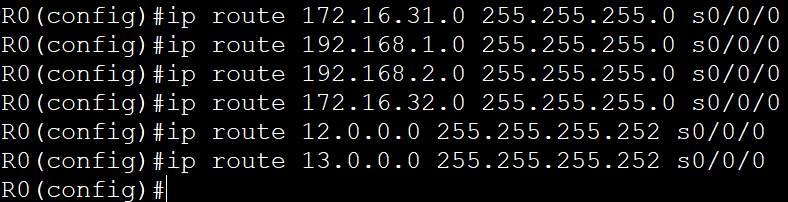 R0(config)#ip route 172.16.31.0 255.255.255.0 s0/0/0
R0(config)#ip route 192.168.1.0 255.255.255.0 s0/0/0
R0(config)#ip route 192.168.2.0 255.255.255.0 s0/0/0
R0(config)#ip route 172.16.32.0 255.255.255.0 s0/0/0
R0(config)#ip route 12.0.0.0 255.255.255.252 s0/0/0
R0(config)#ip route 13.0.0.0 255.255.255.252 s0/0/0
R0(config)#